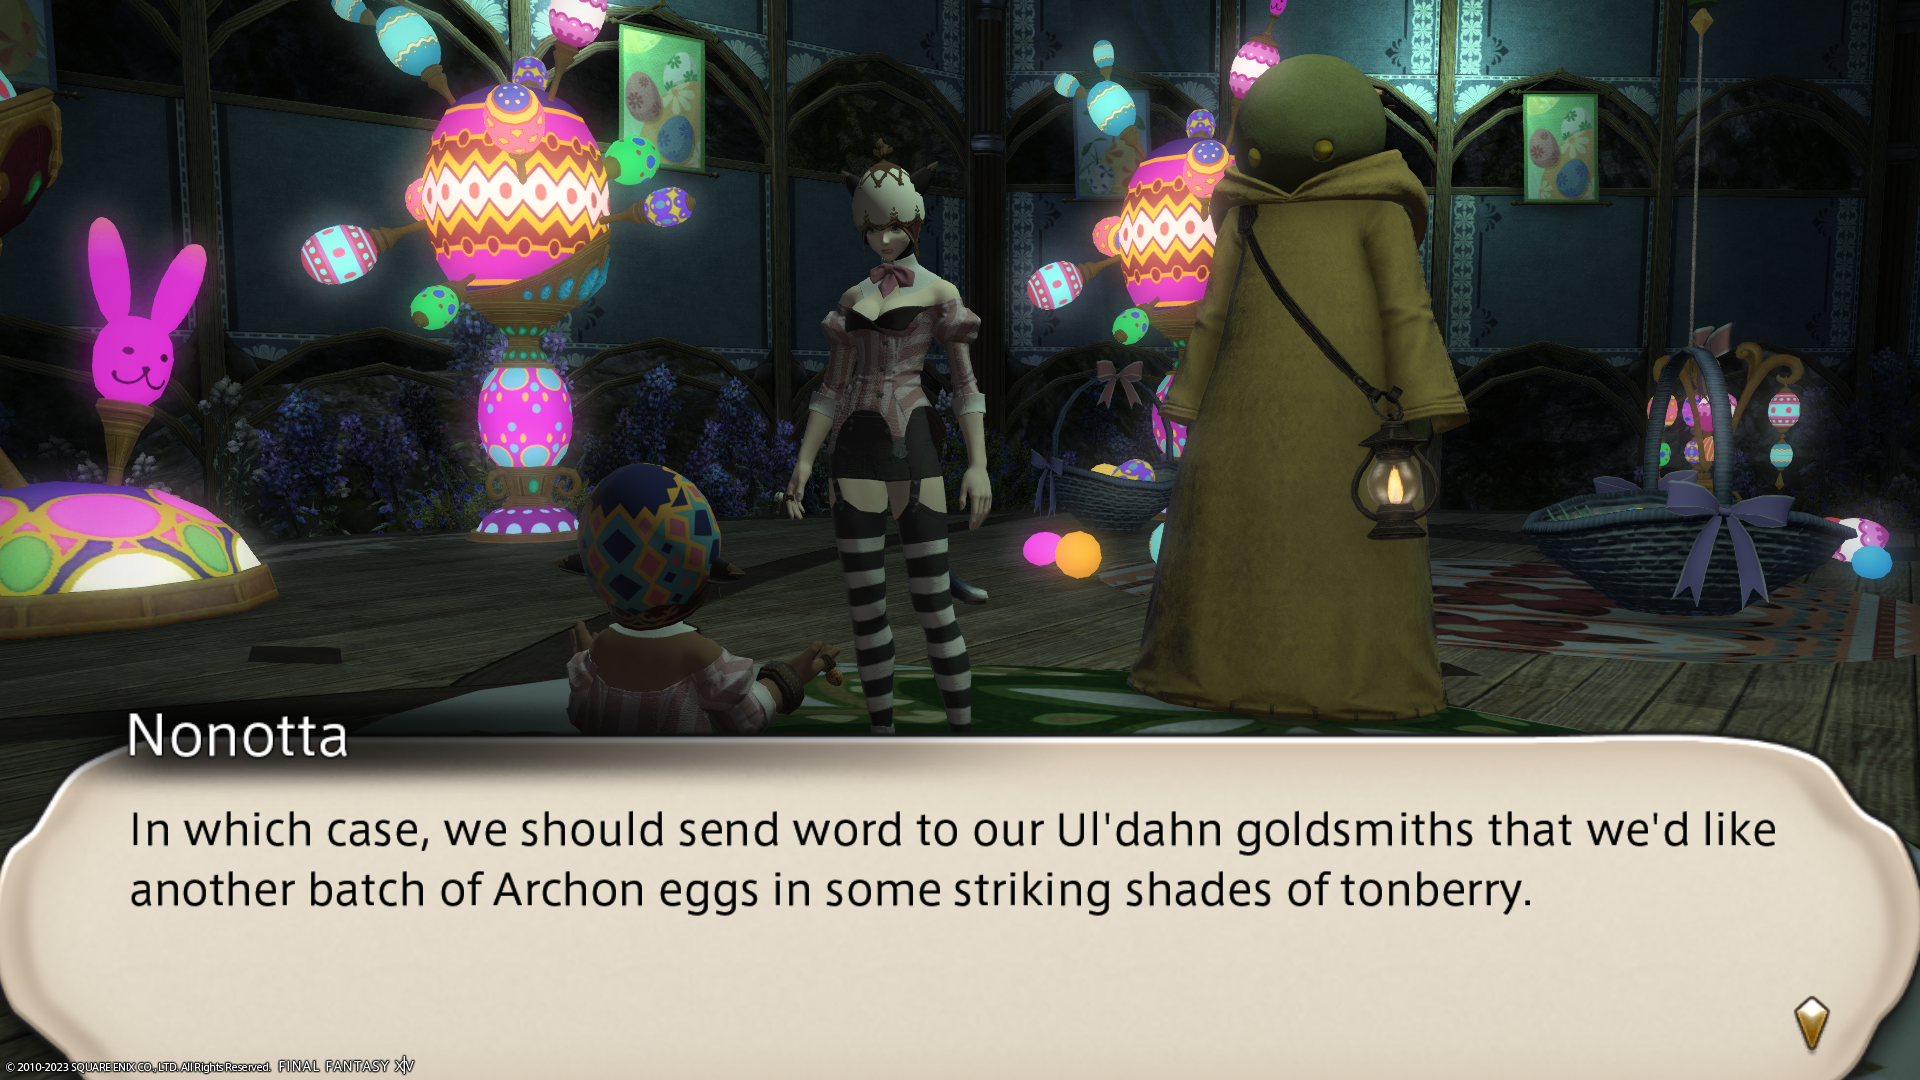 Nonotta
In which case, we should send word to our Ul'dahn goldsmiths that we'd like
another batch of Archon eggs in some striking shades of tonberry.
© 2010-2023 SQUARE ENIX CO., LTD. All Rights Reserved. FINAL FANTASY XIV